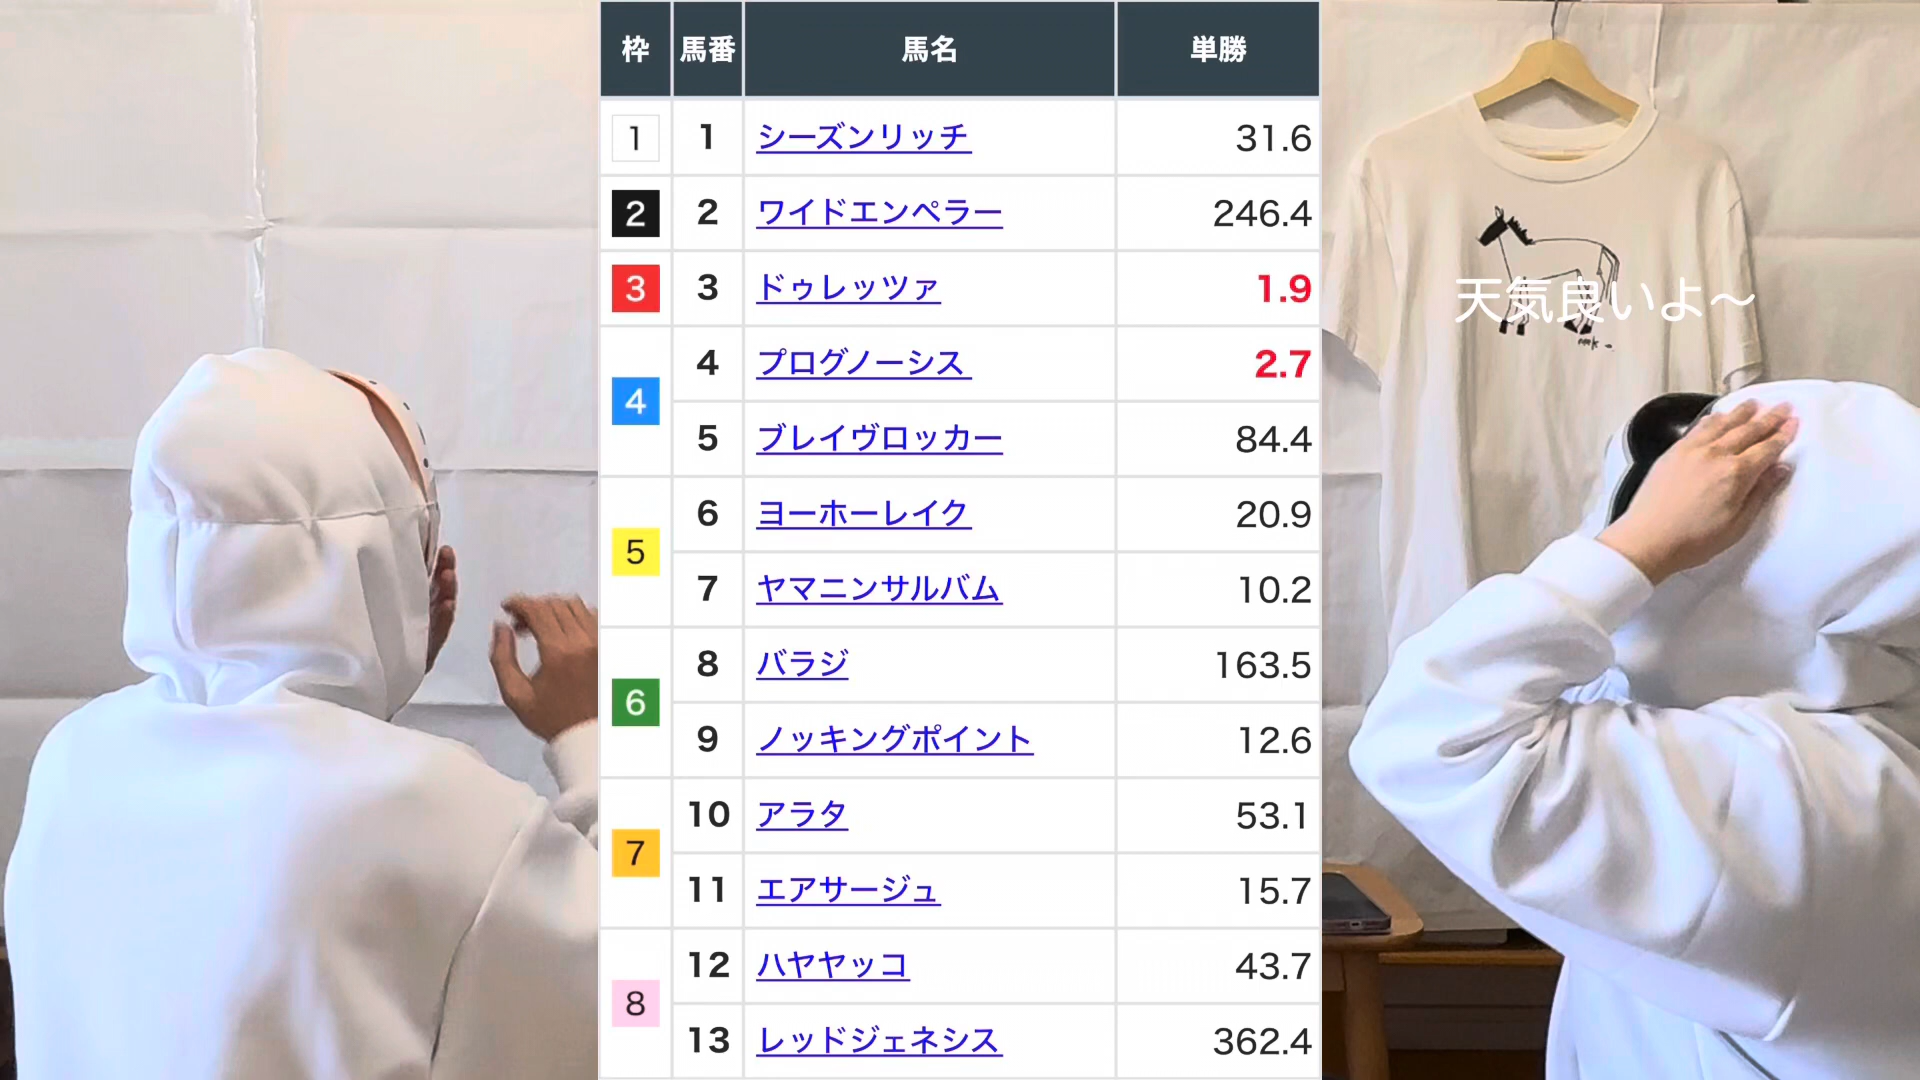 枠 馬番 馬名 単勝
1 1 シーズンリッチ 31.6
2 2 ワイドエンペラー 246.4
3 3 ドゥレッツァ 1.9
4 4 プログノーシス 2.7
5 ブレイヴロッカー 84.4
5 6 ヨーホーレイク 20.9
7 ヤマニンサルバム 10.2
6 8 バラジ 163.5
9 ノッキングポイント 12.6
7 10 アラタ 53.1
11 エアサージュ 15.7
8 12 ハヤヤッコ 43.7
13 レッドジェネシス 362.4
天気良いよ〜